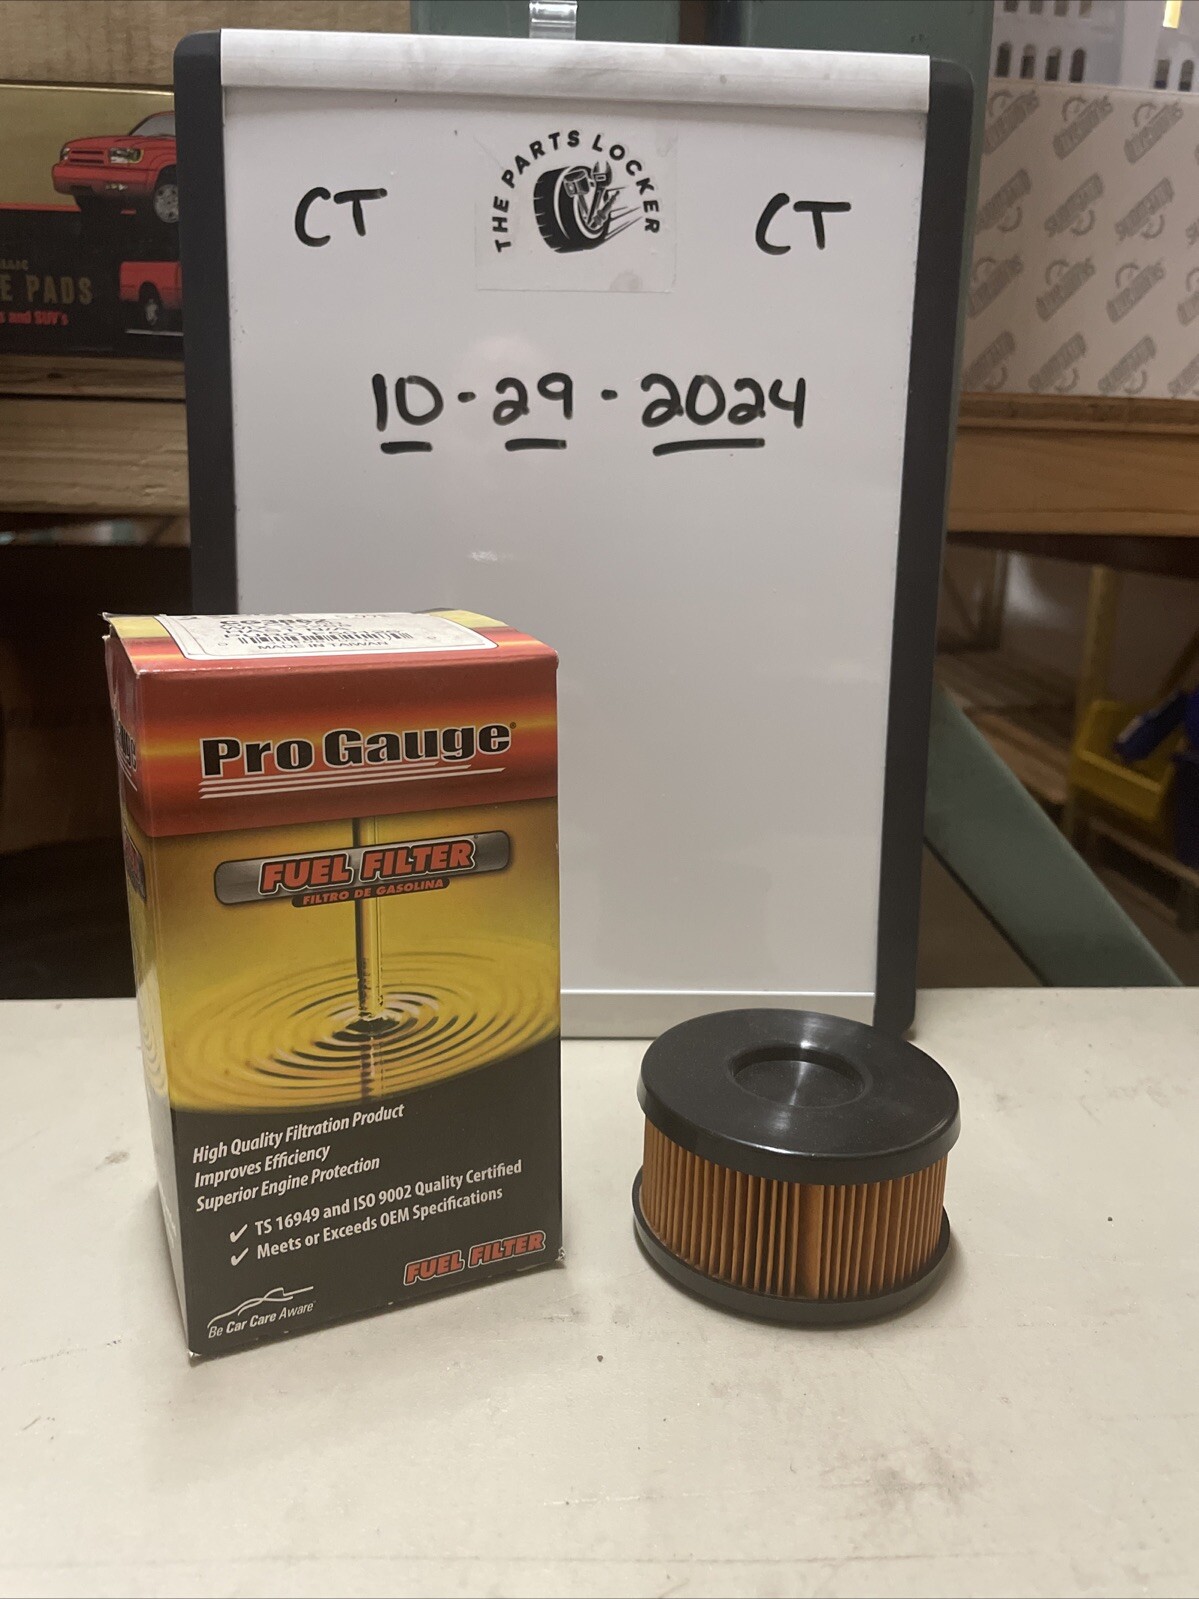 THE PARTS LOCKER
CT
CT
10-29-2024
E PADS
s and SUV's
MADE IN TAIWAN
Pro Gauge®
FUEL FILTER
FILTRO DE GASOLINA
High Quality Filtration Product
Improves Efficiency
Superior Engine Protection
✓ TS 16949 and ISO 9002 Quality Certified
✓ Meets or Exceeds OEM Specifications
FUEL FILTER
Be Car Care Aware